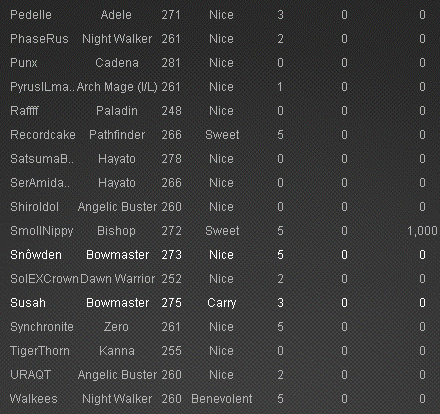 Pedelle Adele 271 Nice 3 0 0
PhaseRus Night Walker 261 Nice 2 0 0
Punx Cadena 281 Nice 0 0 0
PyrusILma.. Arch Mage (I/L) 261 Nice 1 0 0
Raffff Paladin 248 Nice 0 0 0
Recordcake Pathfinder 266 Sweet 5 0 0
SatsumaB.. Hayato 278 Nice 0 0 0
SerAmida.. Hayato 266 Nice 0 0 0
ShiroIdol Angelic Buster 260 Nice 0 0 0
SmollNippy Bishop 272 Sweet 5 0 1,000
Snôwden Bowmaster 273 Nice 5 0 0
SolEXCrown Dawn Warrior 252 Nice 2 0 0
Susah Bowmaster 275 Carry 3 0 0
Synchronite Zero 261 Nice 5 0 0
TigerThorn Kanna 255 Nice 0 0 0
URAQT Angelic Buster 260 Nice 2 0 0
Walkees Night Walker 260 Benevolent 5 0 0